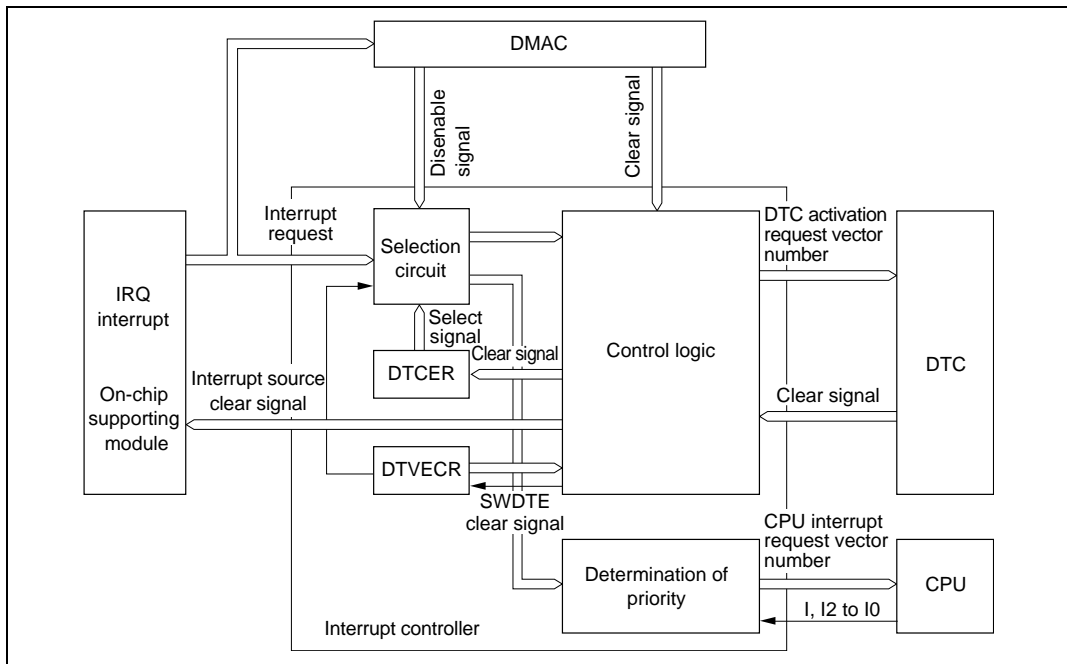 DMAC
Disenable
signal
Clear signal
Interrupt
request
Selection
circuit
DTC activation
request vector
number
IRQ
interrupt
On-chip
supporting
module
Select
signal
Clear signal
Control logic
DTC
DTCER
Interrupt source
clear signal
Clear signal
DTVECR
SWDTE
clear signal
CPU interrupt
request vector
number
Determination of
priority
CPU
I, I2 to I0
Interrupt controller